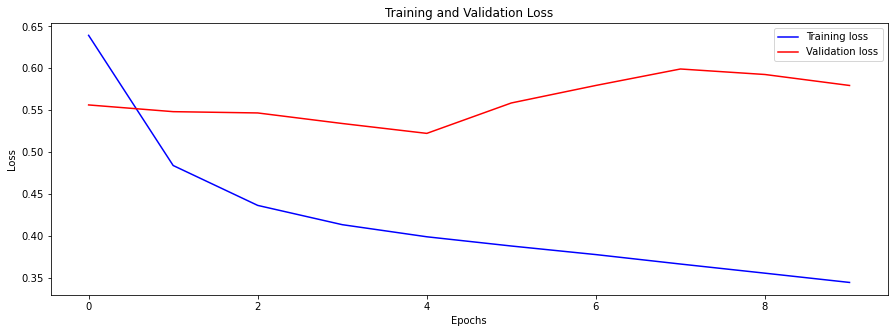 Training and Validation Loss
Training loss
Validation loss
Loss
0.65
0.60
0.55
0.50
0.45
0.40
0.35
0 2 4 6 8
Epochs